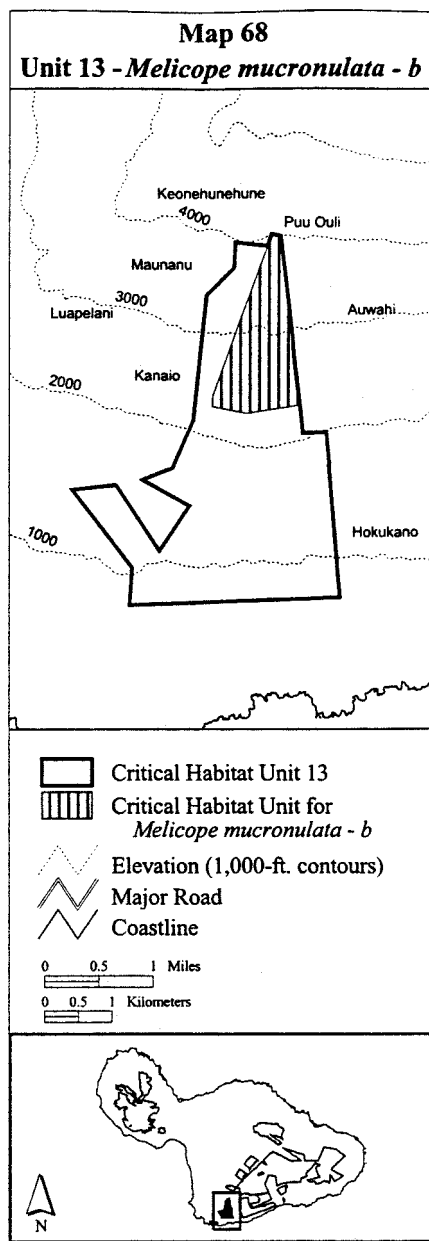 Map 68
Unit 13 - Melicope mucronulata - b
Keonehunehune
4000
Puu Ouli
Maunanu
3000
Luapelani
Auwahi
Kanaio
2000
1000
Hokukano
Critical Habitat Unit 13
Critical Habitat Unit for
Melicope mucronulata - b
Elevation (1,000-ft. contours)
Major Road
Coastline
0 0.5 1 Miles
0 0.5 1 Kilometers
N